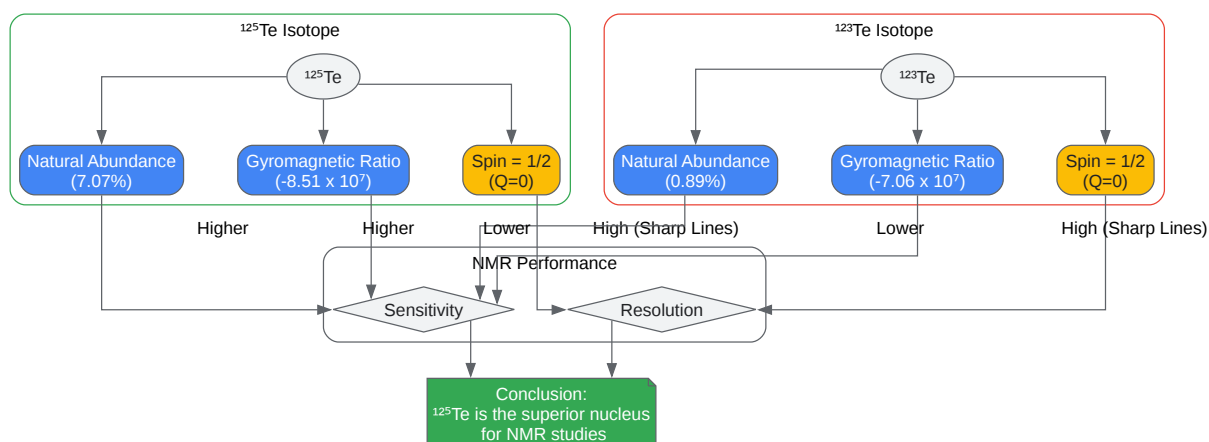 ¹²⁵Te Isotope
¹²³Te Isotope
¹²⁵Te
¹²³Te
Natural Abundance
(7.07%)
Gyromagnetic Ratio
(-8.51 x 10⁷)
Spin = 1/2
(Q=0)
Natural Abundance
(0.89%)
Gyromagnetic Ratio
(-7.06 x 10⁷)
Spin = 1/2
(Q=0)
Higher
Higher
Lower
High (Sharp Lines)
Lower
High (Sharp Lines)
NMR Performance
Sensitivity
Resolution
Conclusion:
¹²⁵Te is the superior nucleus
for NMR studies